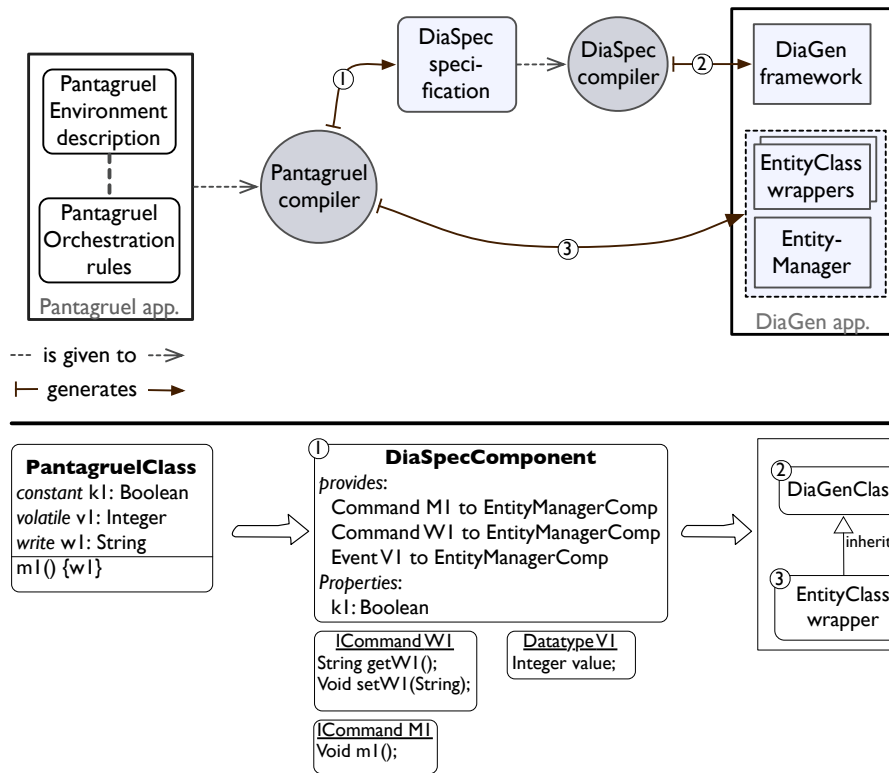 Pantagruel
Environment
description
Pantagruel
Orchestration
rules
Pantagruel app.
Pantagruel
compiler
1
DiaSpec
speci-
fication
DiaSpec
compiler
2
DiaGen
framework
EntityClass
wrappers
Entity-
Manager
DiaGen app.
3
is given to
generates
PantagruelClass
constant k1: Boolean
volatile v1: Integer
write w1: String
m1() {w1}
1
DiaSpecComponent
provides:
Command M1 to EntityManagerComp
Command W1 to EntityManagerComp
Event V1 to EntityManagerComp
Properties:
k1: Boolean
ICommand W1
String getW1();
Void setW1(String);
Datatype V1
Integer value;
ICommand M1
Void m1();
2
DiaGenClass
inherit
3
EntityClass
wrapper